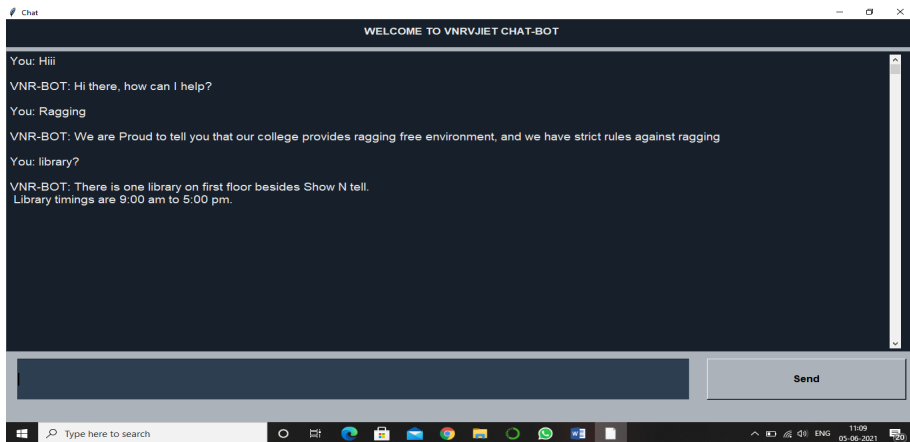 Chat
WELCOME TO VNRVJIET CHAT-BOT
You: Hiii
VNR-BOT: Hi there, how can I help?
You: Ragging
VNR-BOT: We are Proud to tell you that our college provides ragging free environment, and we have strict rules against ragging
You: library?
VNR-BOT: There is one library on first floor besides Show N tell.
Library timings are 9:00 am to 5:00 pm.
Send
Type here to search
ENG
11:09
05-06-2021
20